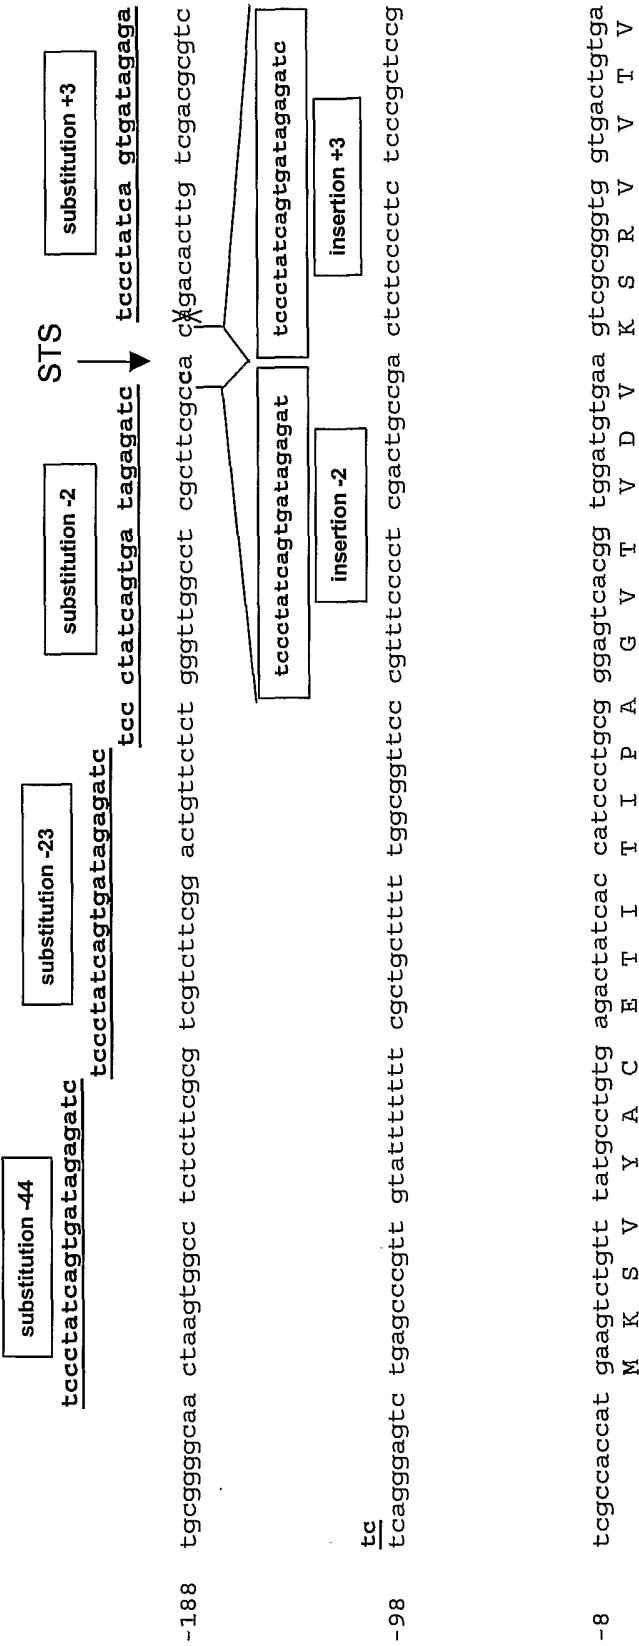 substitution -44
substitution -23
substitution -2
STS
substitution +3
tccctatcagtgatagagatc
tccctatcagtgatagagatc
tcc ctatcagtga tagagatc
tccctatca gtgatagaga
-188 tgcggggcaa ctaagtggcc tctcttcgcg tcgtcttcgg actgttctct gggttggcct cgcttcgcca cagacacttg tcgacgcgtc
tccctatcagtgatagagat
tccctatcagtgatagagatc
insertion -2
insertion +3
tc
-98 tcagggagtc tgagcccgtt gtattttttt cgctgctttt tggcggttcc cgtttcccct cgactgccga ctctcccctc tcccgctccg
-8 tcgccaccat gaagtctgtt tatgcctgtg agactatcac catccctgcg ggagtcacgg tggatgtgaa gtcgcgggtg gtgactgtga
M K S V Y A C E T I T I P A G V T V D V K S R V V T V